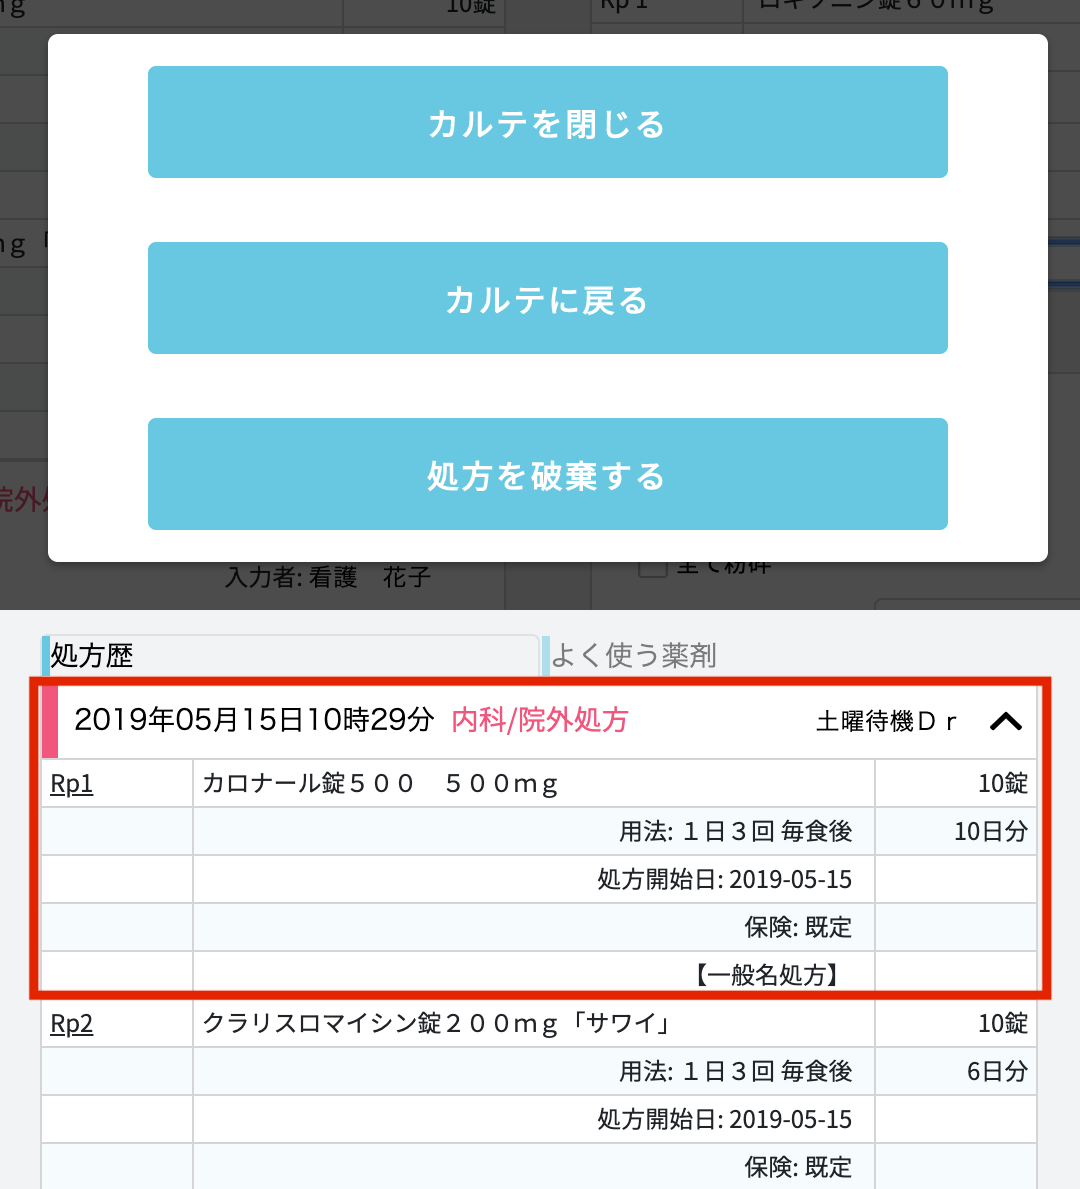 10錠
カルテを閉じる
カルテに戻る
処方を破棄する
入力者: 看護　花子
処方歴
よく使う薬剤
2019年05月15日10時29分 内科/院外処方 土曜待機Ｄｒ
Rp1 カロナール錠５００　５００ｍｇ 10錠
用法: １日３回 毎食後 10日分
処方開始日: 2019-05-15
保険: 既定
【一般名処方】
Rp2 クラリスロマイシン錠２００ｍｇ「サワイ」 10錠
用法: １日３回 毎食後 6日分
処方開始日: 2019-05-15
保険: 既定